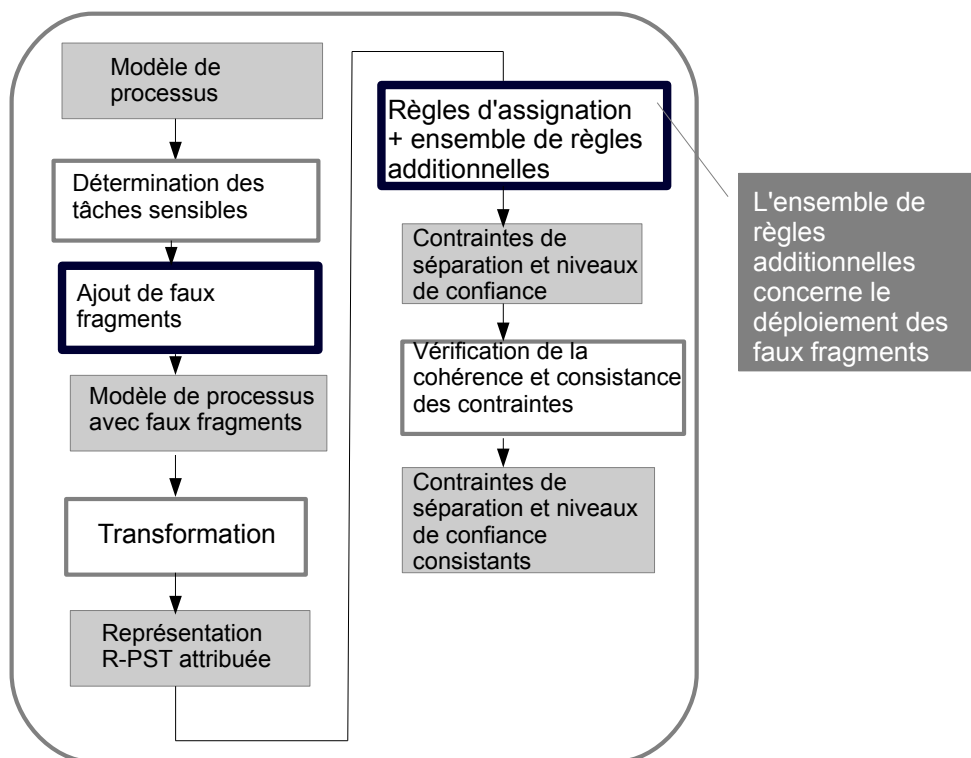 Modèle de
processus
Détermination des
tâches sensibles
Ajout de faux
fragments
Modèle de processus
avec faux fragments
Transformation
Représentation
R-PST attribuée
Règles d'assignation
+ ensemble de règles
additionnelles
Contraintes de
séparation et niveaux
de confiance
Vérification de la
cohérence et consistance
des contraintes
Contraintes de
séparation et niveaux
de confiance
consistants
L'ensemble de
règles
additionnelles
concerne le
déploiement des
faux fragments